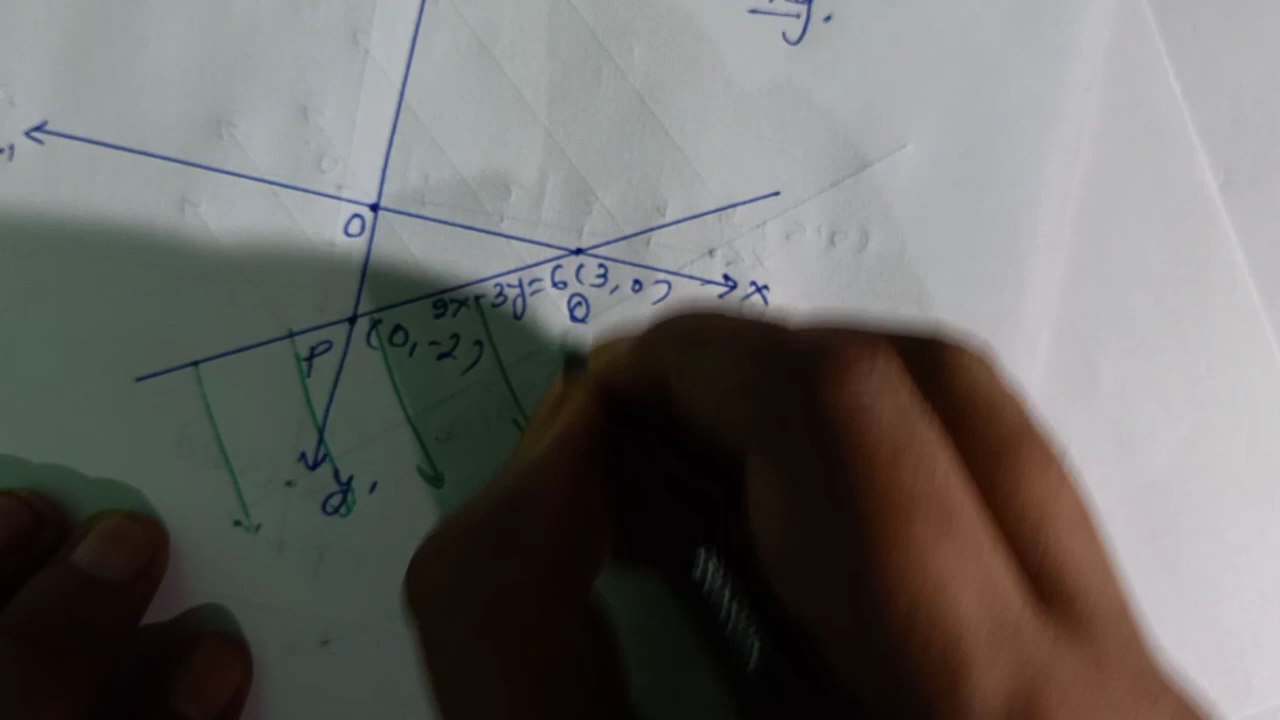 y.
O
2x-3y=6 (3, 0) x
Q
P (0, -2)
y'